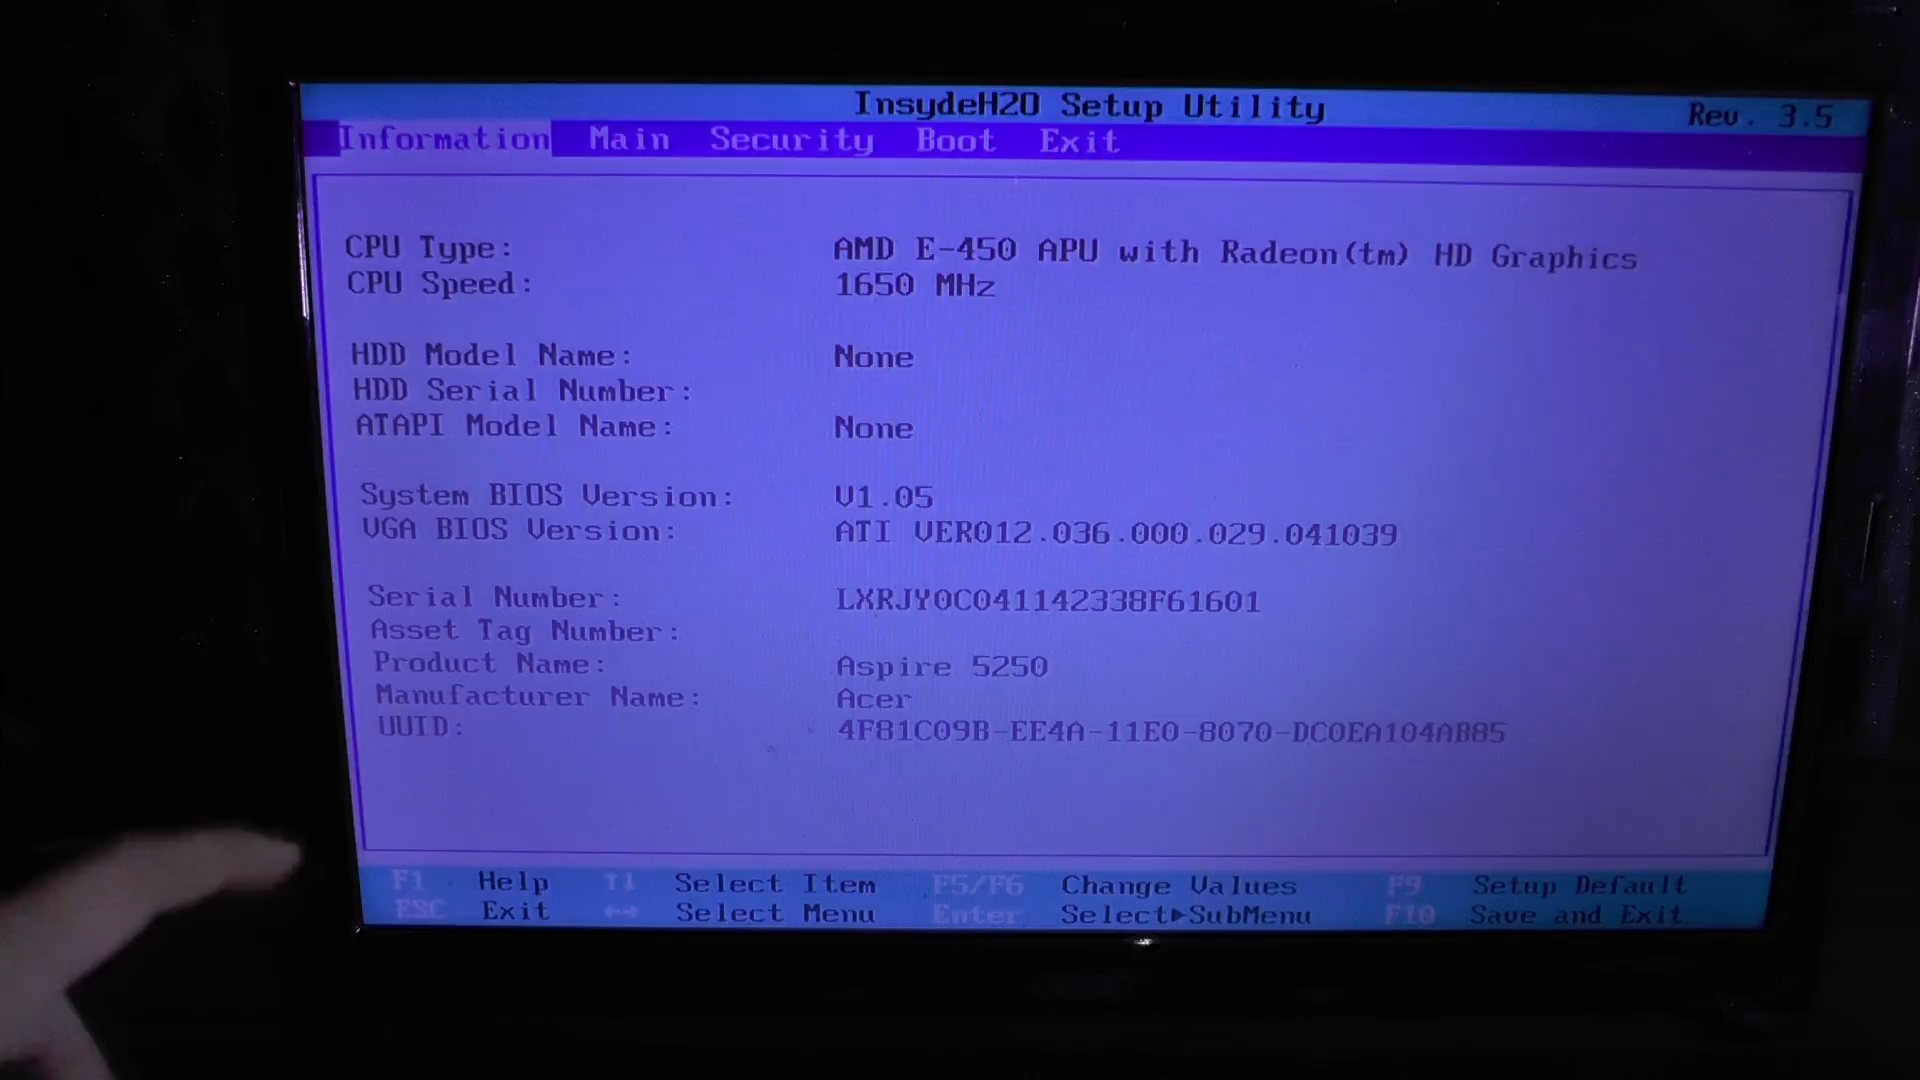 InsydeH20 Setup Utility Rev. 3.5
Information Main Security Boot Exit
CPU Type: AMD E-450 APU with Radeon(tm) HD Graphics
CPU Speed: 1650 MHz
HDD Model Name: None
HDD Serial Number:
ATAPI Model Name: None
System BIOS Version: V1.05
VGA BIOS Version: ATI VER012.036.000.029.041039
Serial Number: LXRJY0C041142338F61601
Asset Tag Number:
Product Name: Aspire 5250
Manufacturer Name: Acer
UUID: 4F81C09B-EE4A-11E0-8070-DC0EA104AB85
F1 Help ↑↓ Select Item F5/F6 Change Values F9 Setup Default
ESC Exit ←→ Select Menu Enter Select▶SubMenu F10 Save and Exit